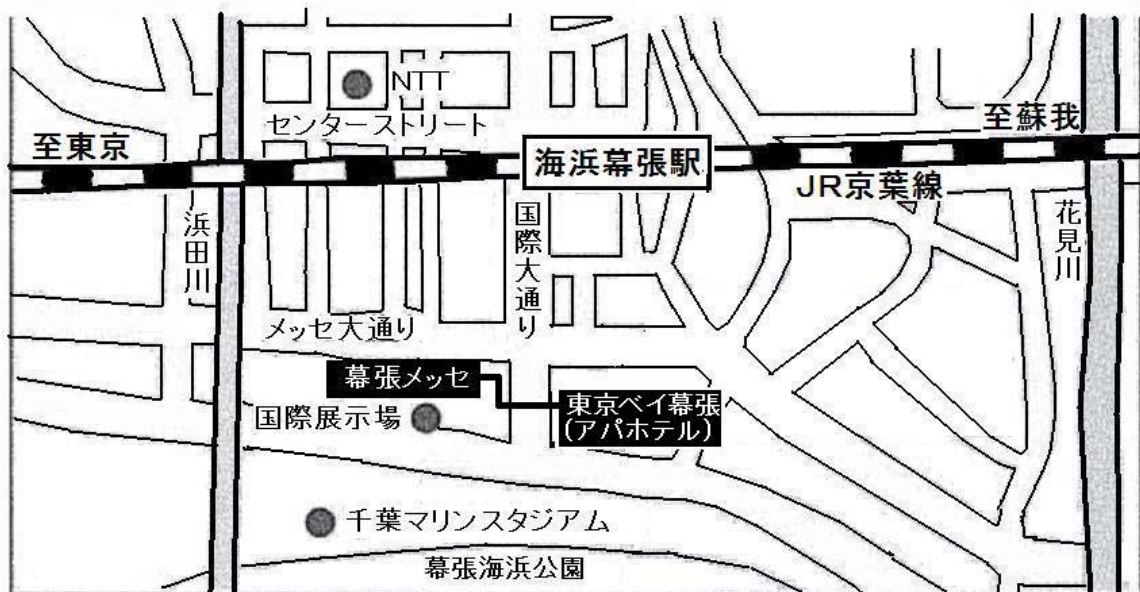 NTT
センターストリート
至蘇我
至東京
海浜幕張駅
JR京葉線
浜田川
国際大通り
花見川
メッセ大通り
幕張メッセ
東京ベイ幕張
(アパホテル)
国際展示場
千葉マリンスタジアム
幕張海浜公園